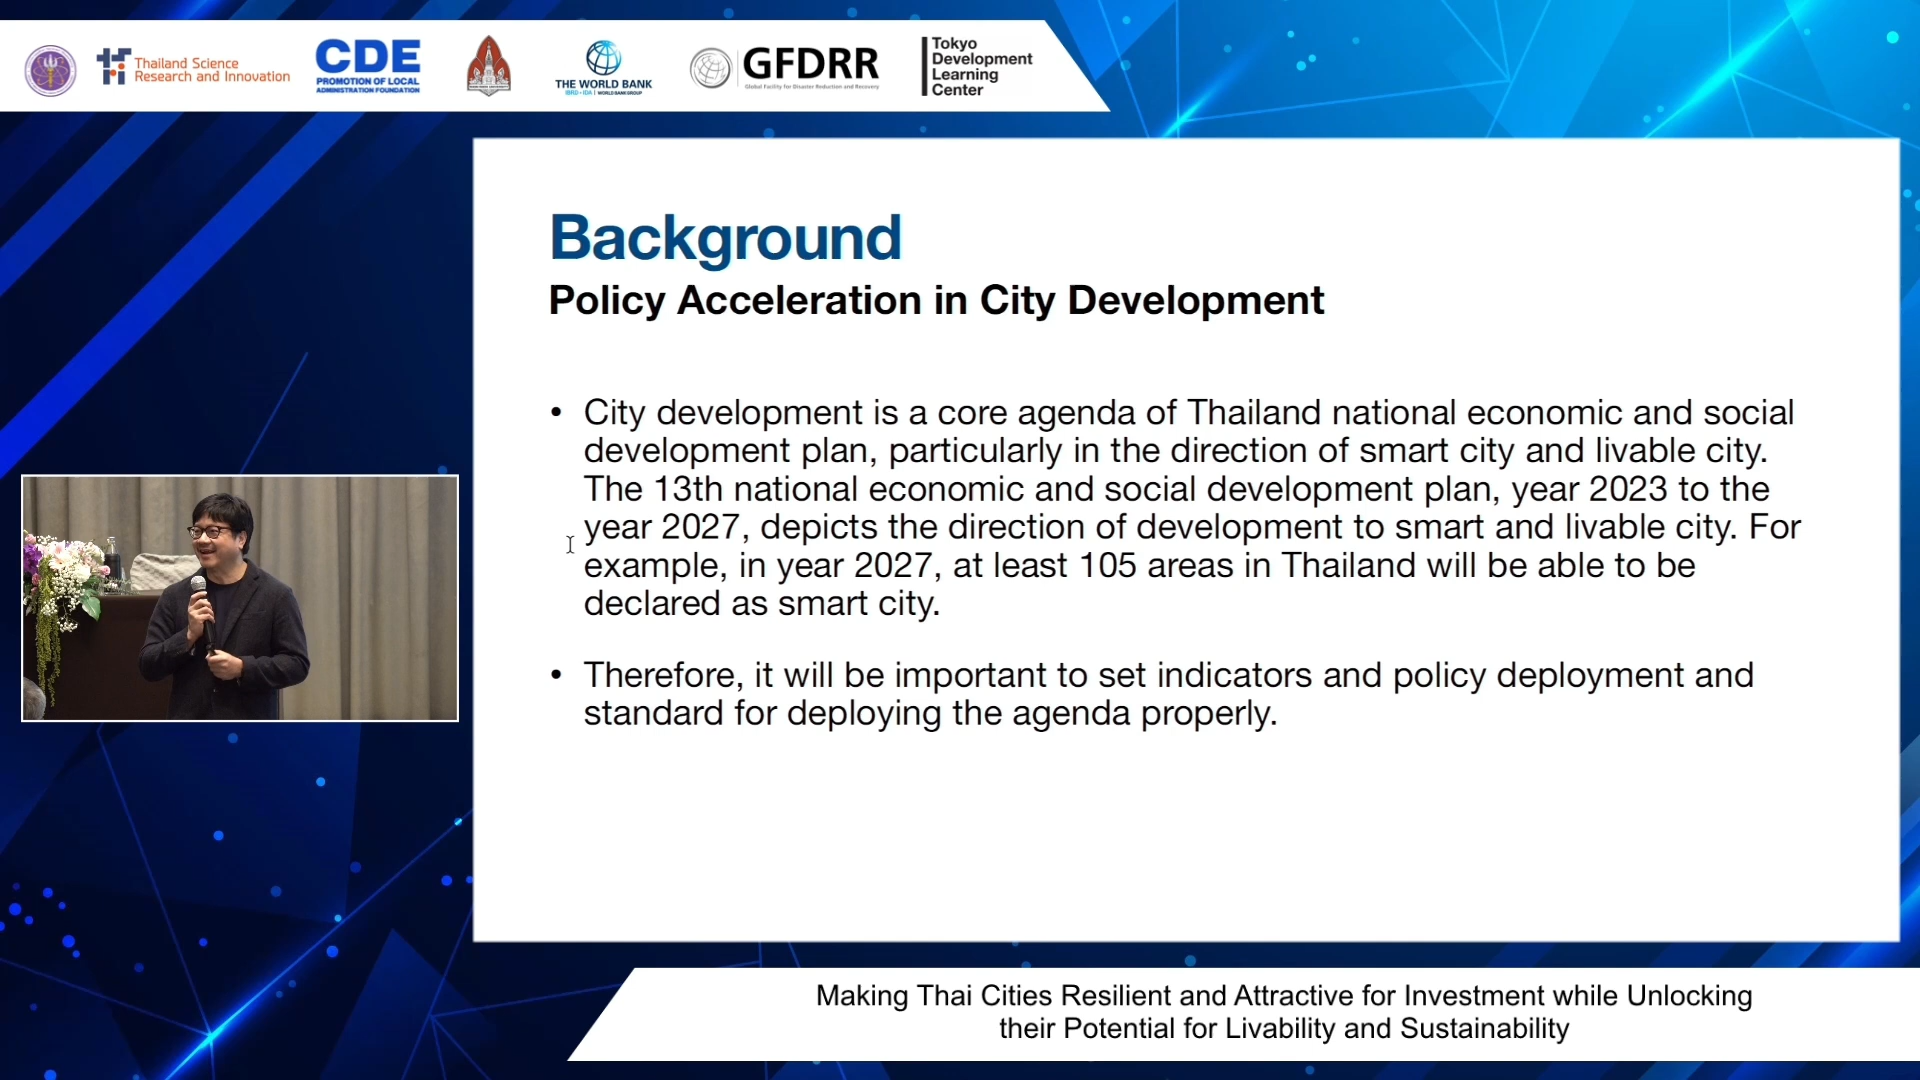 Thailand Science
Research and Innovation
CDE
PROMOTION OF LOCAL
ADMINISTRATION FOUNDATION
THE WORLD BANK
IBRD • IDA | WORLD BANK GROUP
GFDRR
Global Facility for Disaster Reduction and Recovery
Tokyo
Development
Learning
Center
Background
Policy Acceleration in City Development
• City development is a core agenda of Thailand national economic and social
development plan, particularly in the direction of smart city and livable city.
The 13th national economic and social development plan, year 2023 to the
year 2027, depicts the direction of development to smart and livable city. For
example, in year 2027, at least 105 areas in Thailand will be able to be
declared as smart city.
• Therefore, it will be important to set indicators and policy deployment and
standard for deploying the agenda properly.
Making Thai Cities Resilient and Attractive for Investment while Unlocking
their Potential for Livability and Sustainability